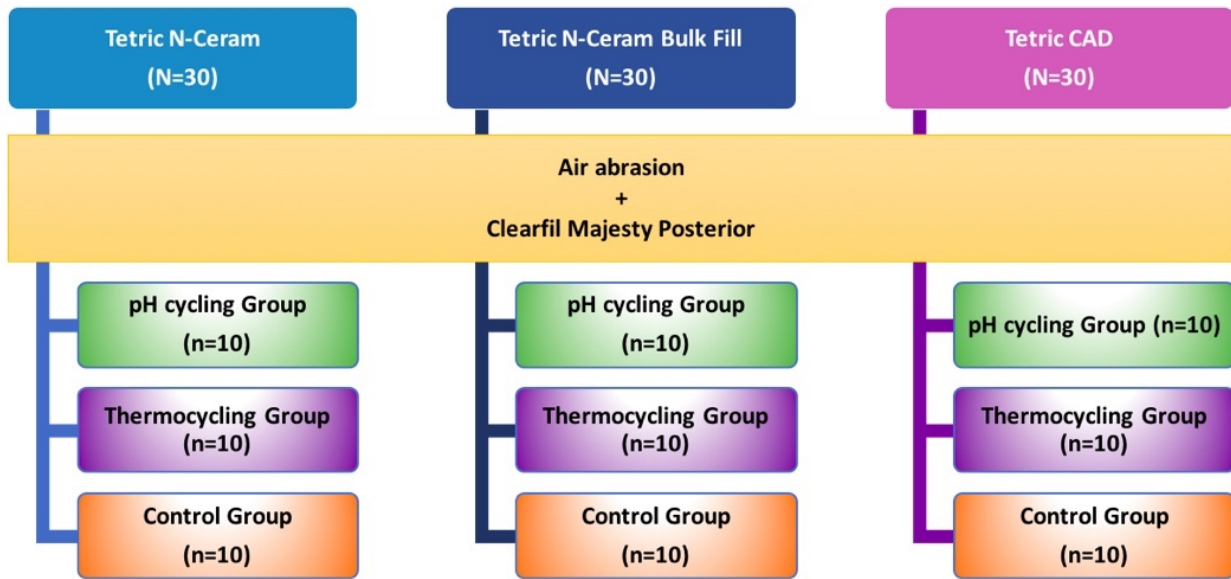 Tetric N-Ceram
(N=30)
Tetric N-Ceram Bulk Fill
(N=30)
Tetric CAD
(N=30)
Air abrasion
+
Clearfil Majesty Posterior
pH cycling Group
(n=10)
Thermocycling Group
(n=10)
Control Group
(n=10)
pH cycling Group
(n=10)
Thermocycling Group
(n=10)
Control Group
(n=10)
pH cycling Group (n=10)
Thermocycling Group
(n=10)
Control Group
(n=10)